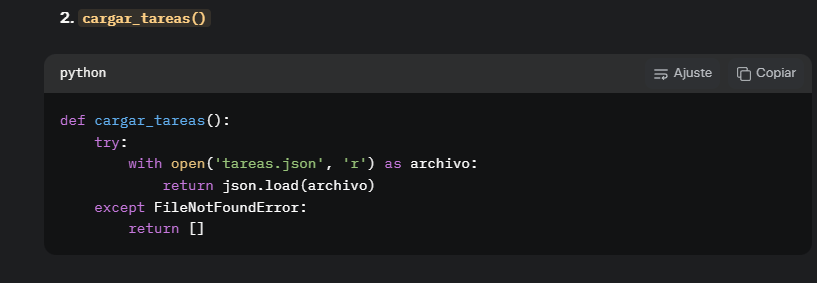 2. cargar_tareas()
python Ajuste Copiar
def cargar_tareas():
    try:
        with open('tareas.json', 'r') as archivo:
            return json.load(archivo)
    except FileNotFoundError:
        return []